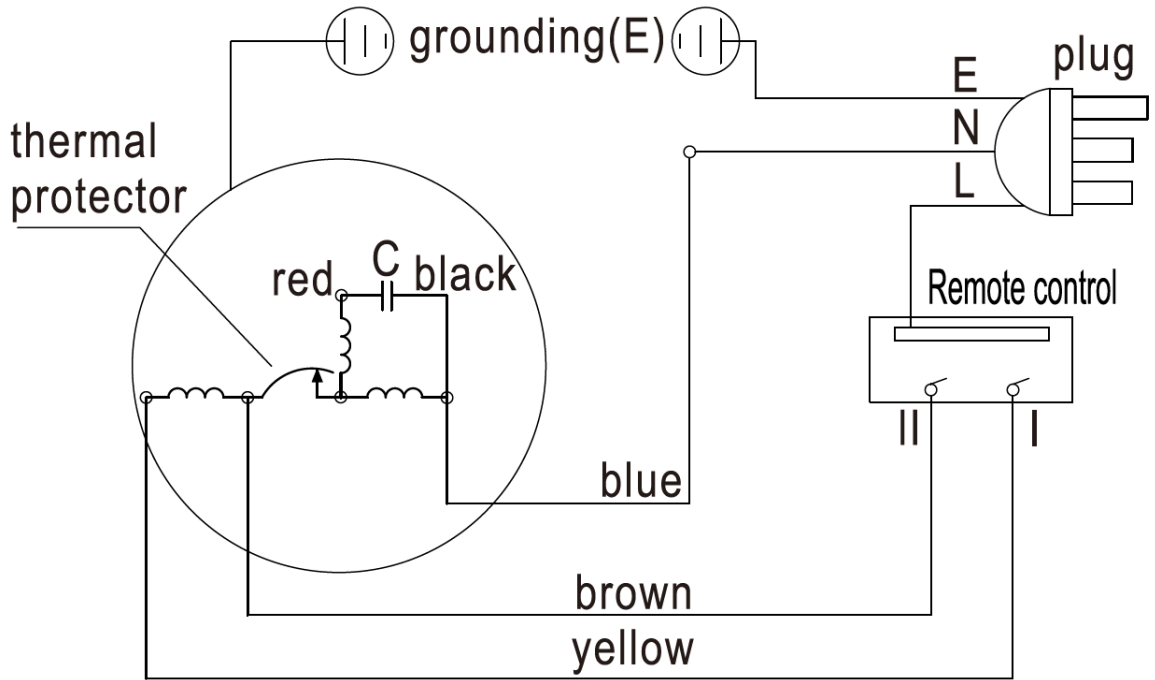 grounding(E)
plug
E
N
L
thermal
protector
red
C
black
Remote control
II
I
blue
brown
yellow